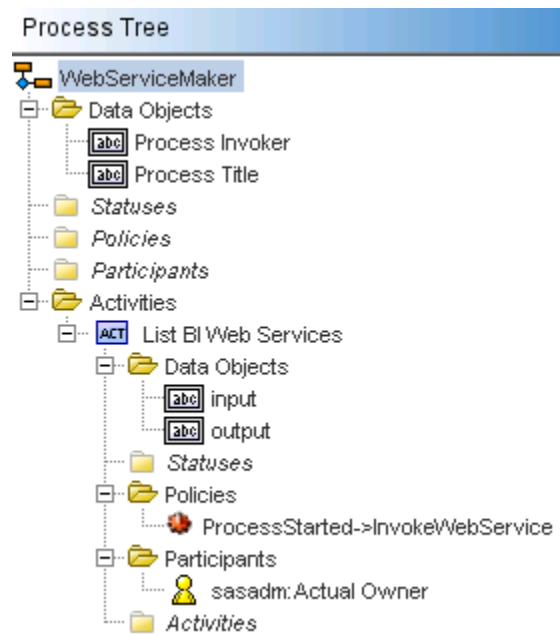 Process Tree
WebServiceMaker
Data Objects
abc Process Invoker
abc Process Title
Statuses
Policies
Participants
Activities
ACT List BI Web Services
Data Objects
abc input
abc output
Statuses
Policies
ProcessStarted->InvokeWebService
Participants
sasadm:Actual Owner
Activities